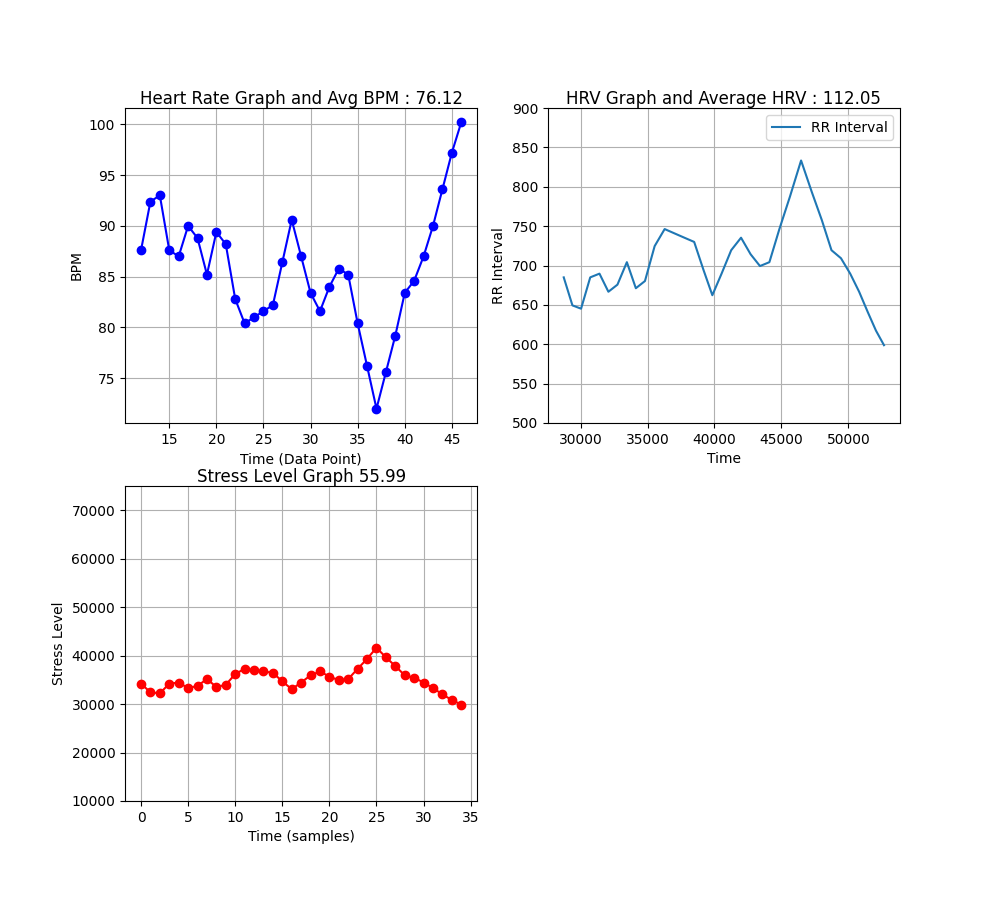 Heart Rate Graph and Avg BPM : 76.12
100
95
90
85
80
75
BPM
15 20 25 30 35 40 45
Time (Data Point)
HRV Graph and Average HRV : 112.05
RR Interval
900
850
800
750
700
650
600
550
500
RR Interval
30000 35000 40000 45000 50000
Time
Stress Level Graph 55.99
70000
60000
50000
40000
30000
20000
10000
Stress Level
0 5 10 15 20 25 30 35
Time (samples)